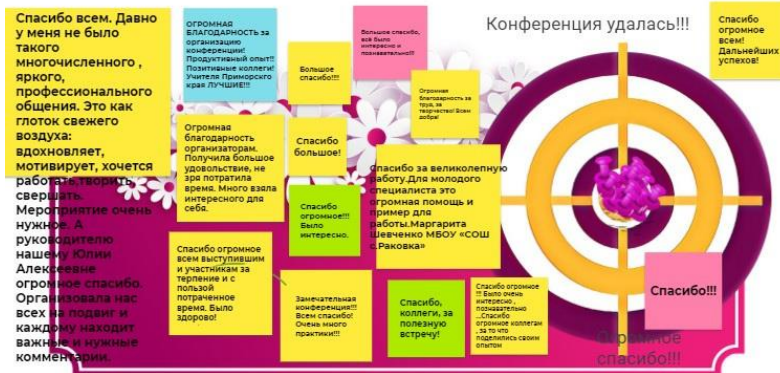 Спасибо всем. Давно
у меня не было
такого
многочисленного ,
яркого,
профессионального
общения. Это как
глоток свежего
воздуха:
вдохновляет,
мотивирует, хочется
работать,творить,
свершать.
Мероприятие очень
нужное. А
руководителю
нашему Юлии
Алексеевне
огромное спасибо.
Организовала нас
всех на подвиг и
каждому находит
важные и нужные
комментарии.
ОГРОМНАЯ
БЛАГОДАРНОСТЬ за
организацию
конференции!
Продуктивный опыт!!
Позитивные коллеги!
Учителя Приморского
края ЛУЧШИЕ!!!
Большое
спасибо!!!
Большое спасибо,
всё было
интересно и
познавательно!!!
Конференция удалась!!!
Спасибо
огромное
всем!
Дальнейших
успехов!
Огромная
благодарность за
труд, за
творчество! Всем
добра!
Огромная
благодарность
организаторам.
Получила большое
удовольствие, не
зря потратила
время. Много взяла
интересного для
себя.
Спасибо
большое!
Спасибо за великолепную
работу.Для молодого
специалиста это
огромная помощь и
пример для
работы.Маргарита
Шевченко МБОУ «СОШ
с.Раковка»
Спасибо
огромное!!!
Было
интересно.
Спасибо огромное
всем выступившим
и участникам за
терпение и с
пользой
потраченное
время. Было
здорово!
Замечательная
конференция!!!
Всем спасибо!
Очень много
практики!!!
Спасибо,
коллеги, за
полезную
встречу!
Спасибо огромное
!!! Было очень
интересно ,
познавательно
...Спасибо
огромное коллегам
, за то что
поделились своим
опытом
Спасибо!!!
Огромное
спасибо!!!